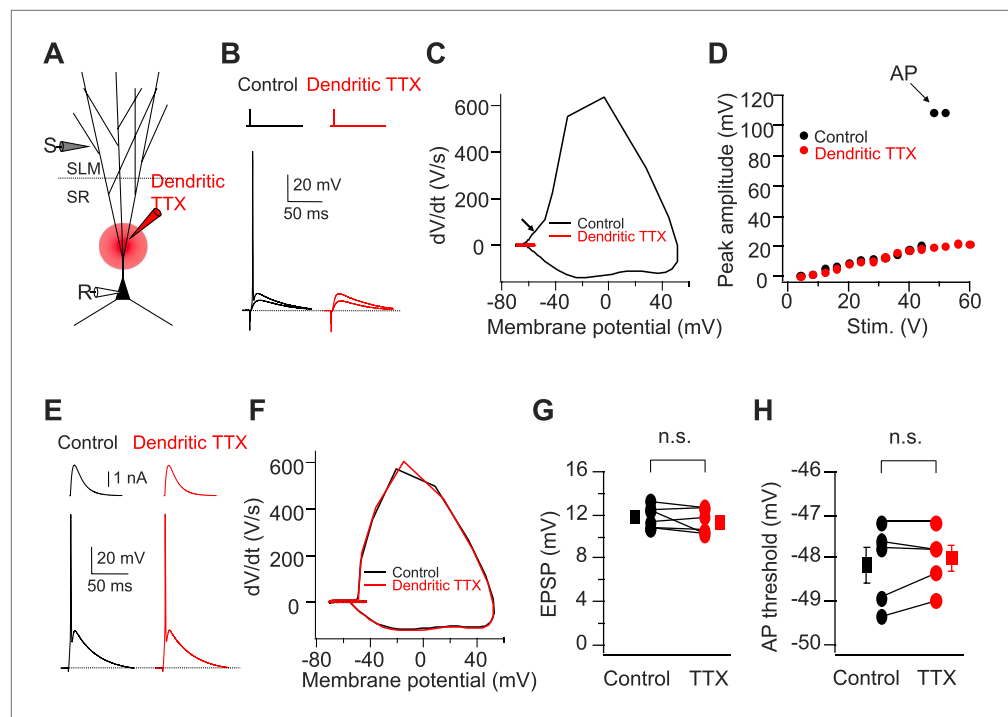 A
S
SLM
SR
Dendritic
TTX
R
B
Control Dendritic TTX
20 mV
50 ms
C
dV/dt (V/s)
600
400
200
0
Control
Dendritic TTX
-80 -40 0 40
Membrane potential (mV)
D
AP
Peak amplitude (mV)
120
100
80
60
40
20
0
Control
Dendritic TTX
0 20 40 60
Stim. (V)
E
Control Dendritic TTX
1 nA
20 mV
50 ms
F
dV/dt (V/s)
600
400
200
0
Control
Dendritic TTX
-80 -40 0 40
Membrane potential (mV)
G
n.s.
EPSP (mV)
16
12
8
4
0
Control TTX
H
n.s.
AP threshold (mV)
-46
-47
-48
-49
-50
Control TTX